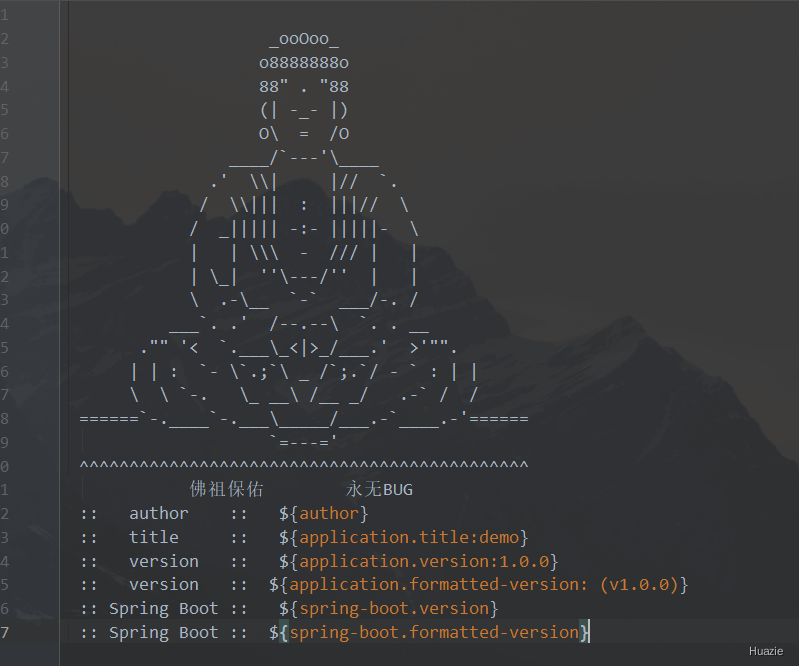 1
2                     _ooOoo_
3                    o8888888o
4                    88" . "88
5                    (| -_- |)
6                    O\  =  /O
7                 ____/`---'\____
8               .'  \\|     |//  `.
9              /  \\|||  :  |||//  \
0             /  _||||| -:- |||||-  \
1             |   | \\\  -  /// |   |
2             | \_|  ''\---/''  |   |
3             \  .-\__  `-`  ___/-. /
4           ___`. .'  /--.--\  `. . __
5        ."" '<  `.___\_<|>_/___.'  >'"".
6       | | :  `- \`.;`\ _ /`;.`/ - ` : | |
7       \  \ `-.   \_ __\ /__ _/   .-` /  /
8  ======`-.____`-.___\_____/___.-`____.-'======
9                     `=---='
0  ^^^^^^^^^^^^^^^^^^^^^^^^^^^^^^^^^^^^^^^^^^^^^
1             佛祖保佑        永无BUG
2  ::   author    ::   ${author}
3  ::   title     ::   ${application.title:demo}
4  ::   version   ::   ${application.version:1.0.0}
5  ::   version   ::  ${application.formatted-version: (v1.0.0)}
6  :: Spring Boot ::   ${spring-boot.version}
7  :: Spring Boot ::  ${spring-boot.formatted-version}
Huazie